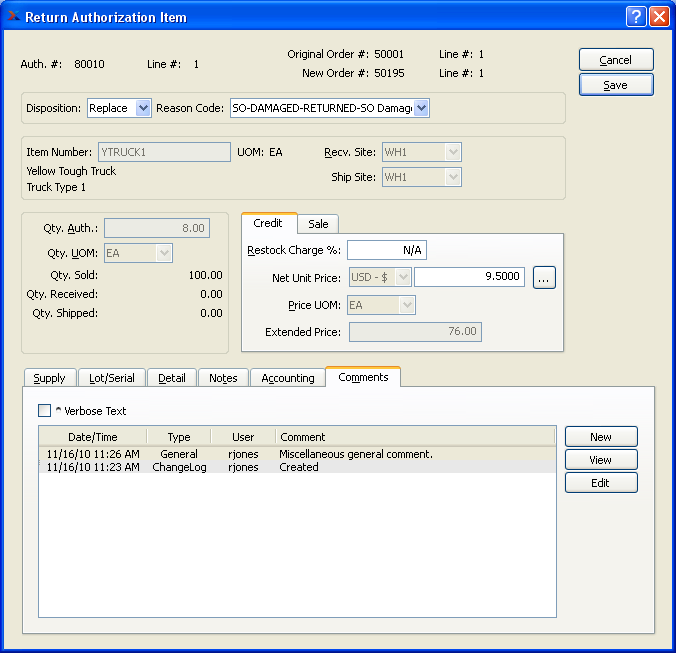 Return Authorization Item
Auth. #: 80010 Line #: 1 Original Order #: 50001 Line #: 1
New Order #: 50195 Line #: 1
Cancel
Save
Disposition: Replace Reason Code: SO-DAMAGED-RETURNED-SO Damag
Item Number: YTRUCK1 UOM: EA Recv. Site: WH1
Yellow Tough Truck
Truck Type 1 Ship Site: WH1
Qty. Auth.: 8.00
Qty. UOM: EA
Qty. Sold: 100.00
Qty. Received: 0.00
Qty. Shipped: 0.00
Credit Sale
Restock Charge %: N/A
Net Unit Price: USD - $ 9.5000 ...
Price UOM: EA
Extended Price: 76.00
Supply Lot/Serial Detail Notes Accounting Comments
^ Verbose Text
Date/Time Type User Comment
11/16/10 11:26 AM General rjones Miscellaneous general comment.
11/16/10 11:23 AM ChangeLog rjones Created
New
View
Edit